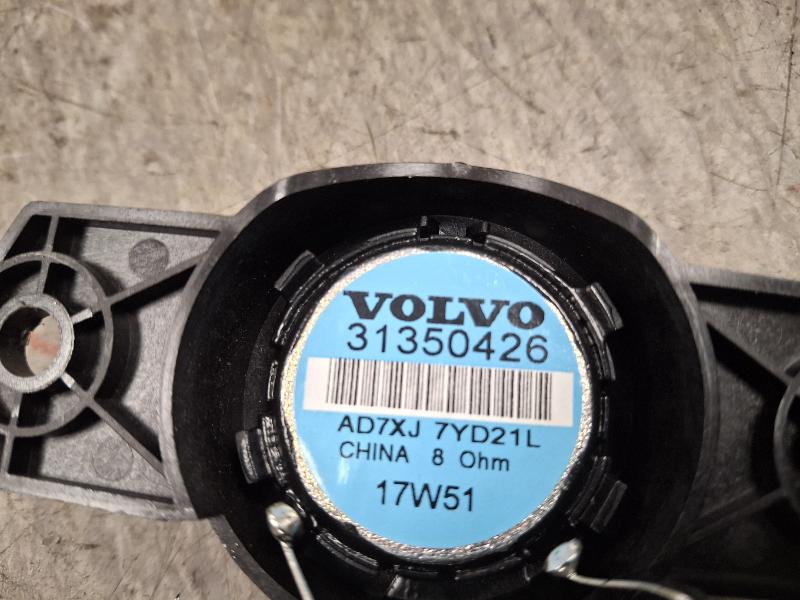 VOLVO
31350426
AD7XJ 7YD21L
CHINA 8 Ohm
17W51